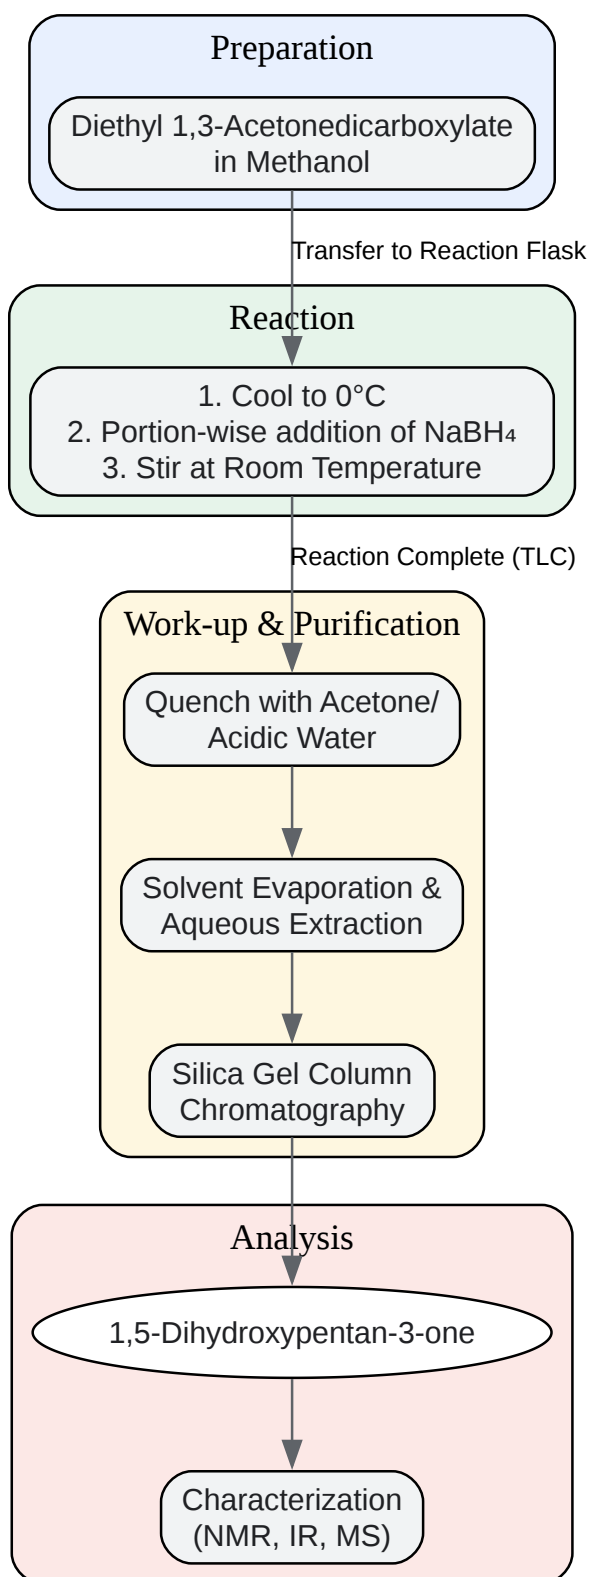 Preparation
Diethyl 1,3-Acetonedicarboxylate
in Methanol
Transfer to Reaction Flask
Reaction
1. Cool to 0°C
2. Portion-wise addition of NaBH₄
3. Stir at Room Temperature
Reaction Complete (TLC)
Work-up & Purification
Quench with Acetone/
Acidic Water
Solvent Evaporation &
Aqueous Extraction
Silica Gel Column
Chromatography
Analysis
1,5-Dihydroxypentan-3-one
Characterization
(NMR, IR, MS)